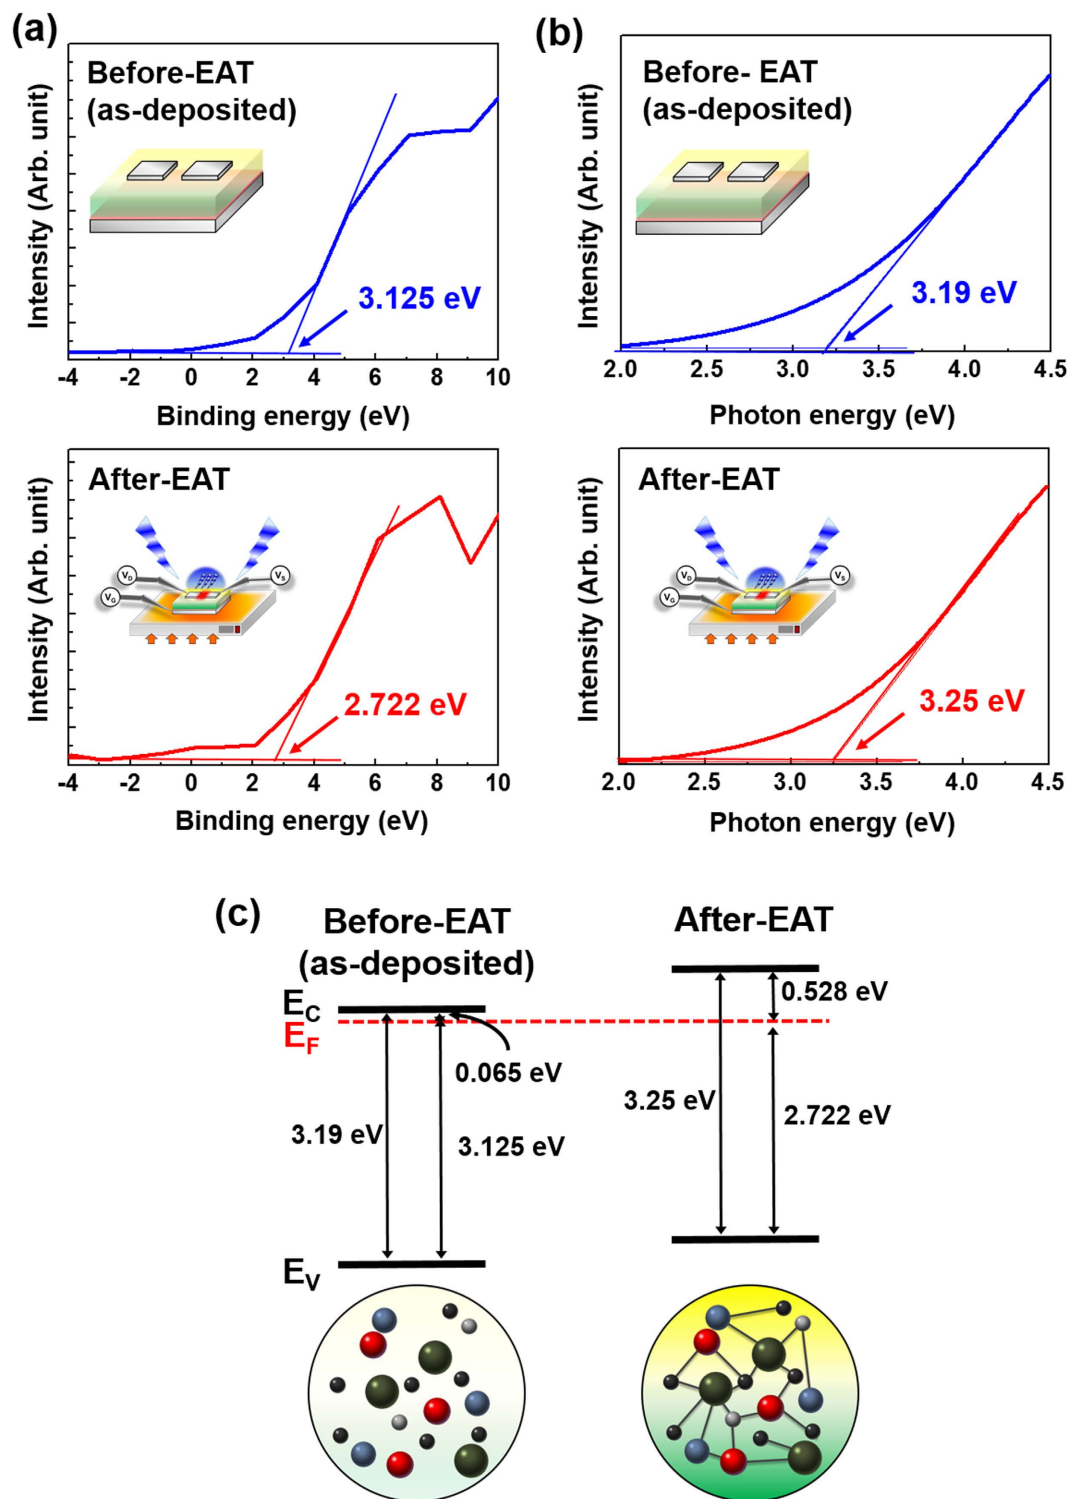 (a)
Before-EAT
(as-deposited)
3.125 eV
Intensity (Arb. unit)
-4 -2 0 2 4 6 8 10
Binding energy (eV)
(b)
Before- EAT
(as-deposited)
3.19 eV
Intensity (Arb. unit)
2.0 2.5 3.0 3.5 4.0 4.5
Photon energy (eV)
After-EAT
VD
VS
VG
2.722 eV
Intensity (Arb. unit)
-4 -2 0 2 4 6 8 10
Binding energy (eV)
After-EAT
VD
VS
VG
3.25 eV
Intensity (Arb. unit)
2.0 2.5 3.0 3.5 4.0 4.5
Photon energy (eV)
(c)
Before-EAT
(as-deposited)
After-EAT
EC
EF
0.528 eV
0.065 eV
3.19 eV
3.125 eV
3.25 eV
2.722 eV
EV